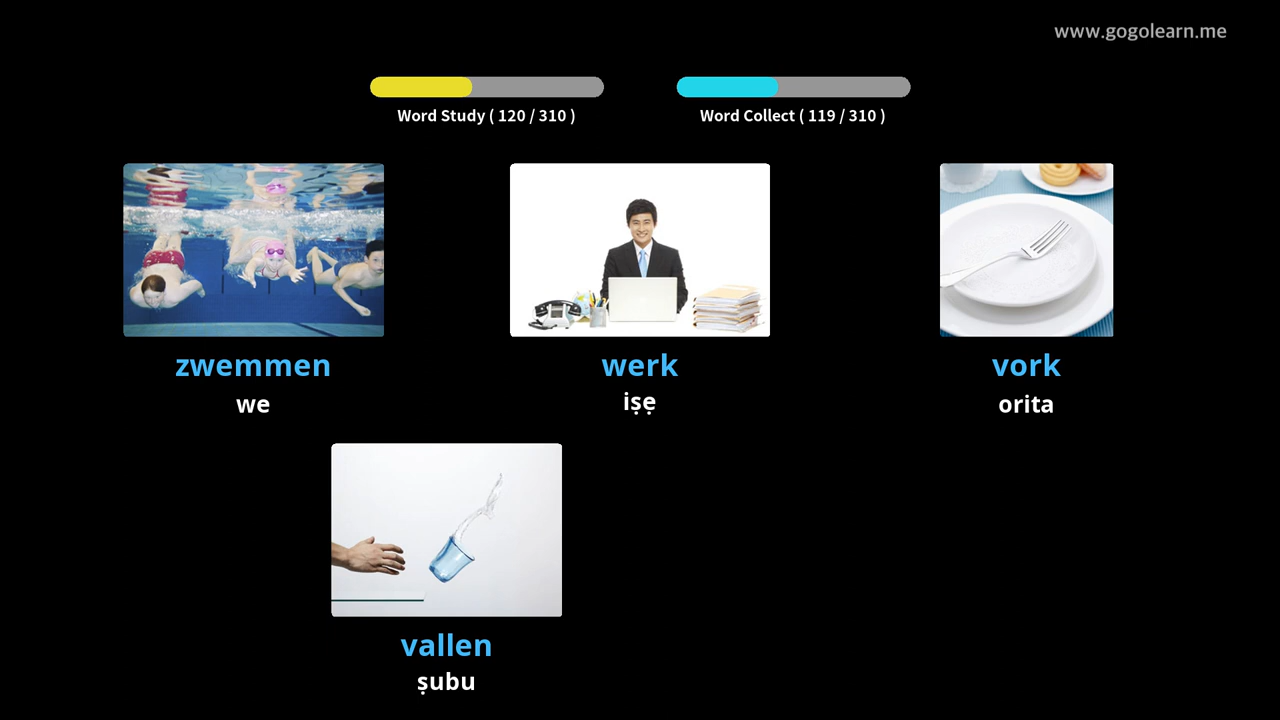 www.gogolearn.me
Word Study ( 120 / 310 )
Word Collect ( 119 / 310 )
zwemmen
we
werk
iṣẹ
vork
orita
vallen
ṣubu